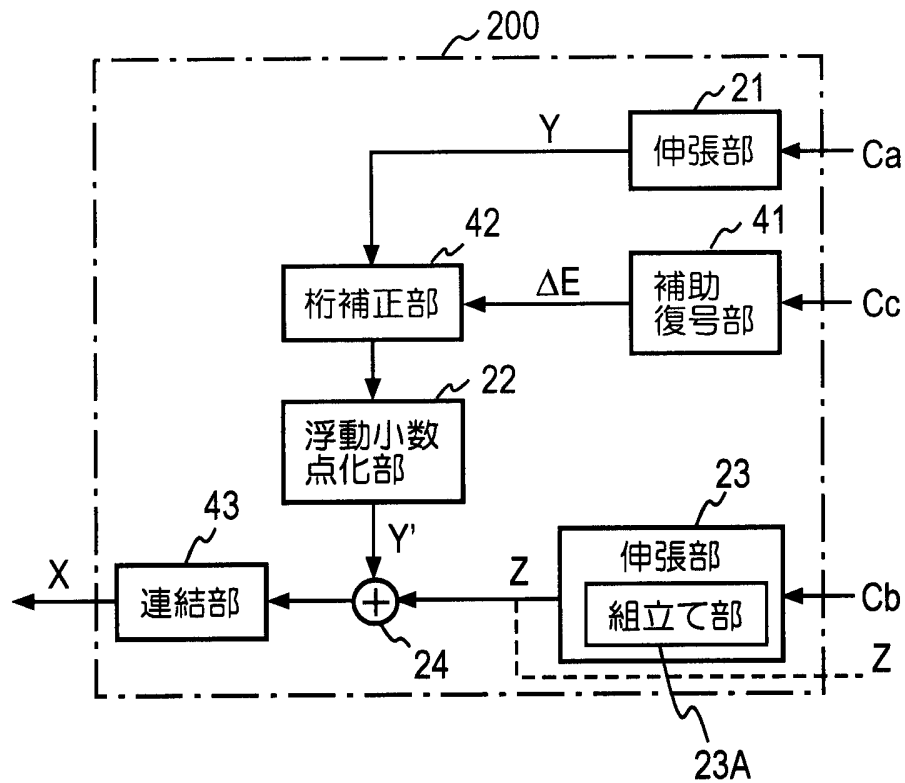 200
21
Y
伸張部
Ca
42
41
桁補正部
ΔE
補助
復号部
Cc
22
浮動小数
点化部
43
23
Y'
伸張部
X
Z
連結部
組立て部
Cb
24
Z
23A